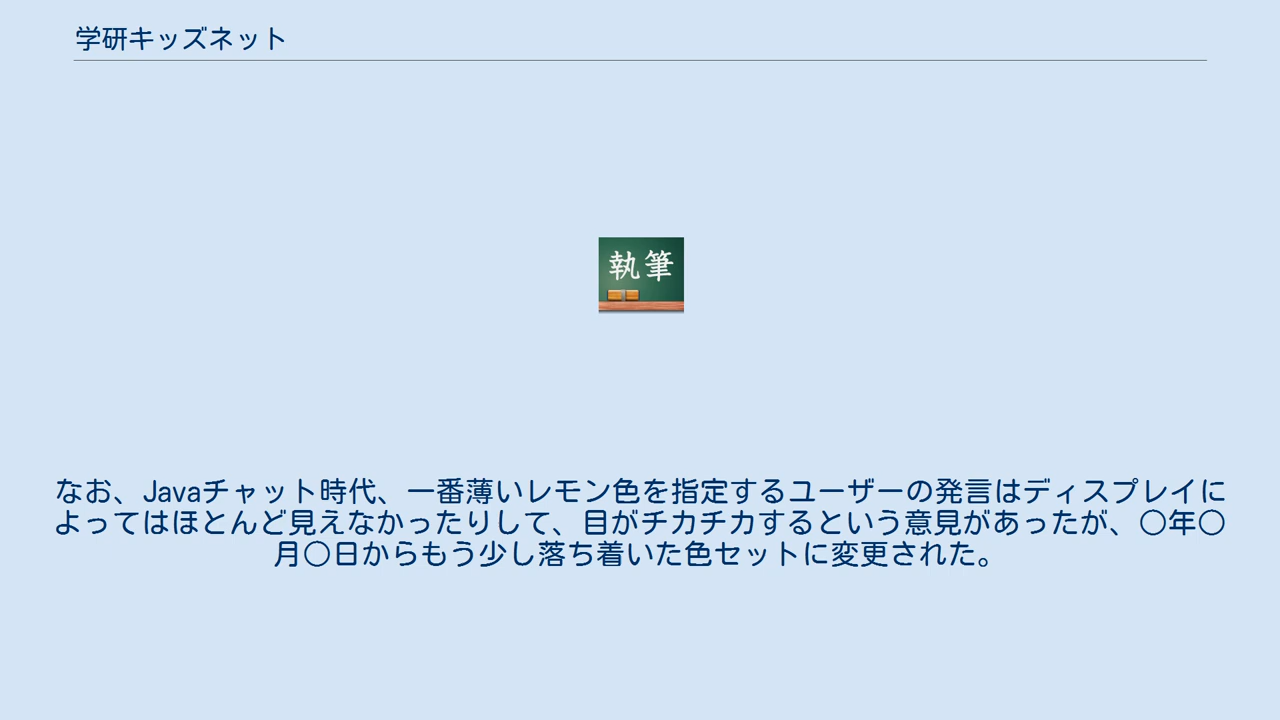 学研キッズネット
執筆
なお、Javaチャット時代、一番薄いレモン色を指定するユーザーの発言はディスプレイに
よってはほとんど見えなかったりして、目がチカチカするという意見があったが、〇年〇
月〇日からもう少し落ち着いた色セットに変更された。